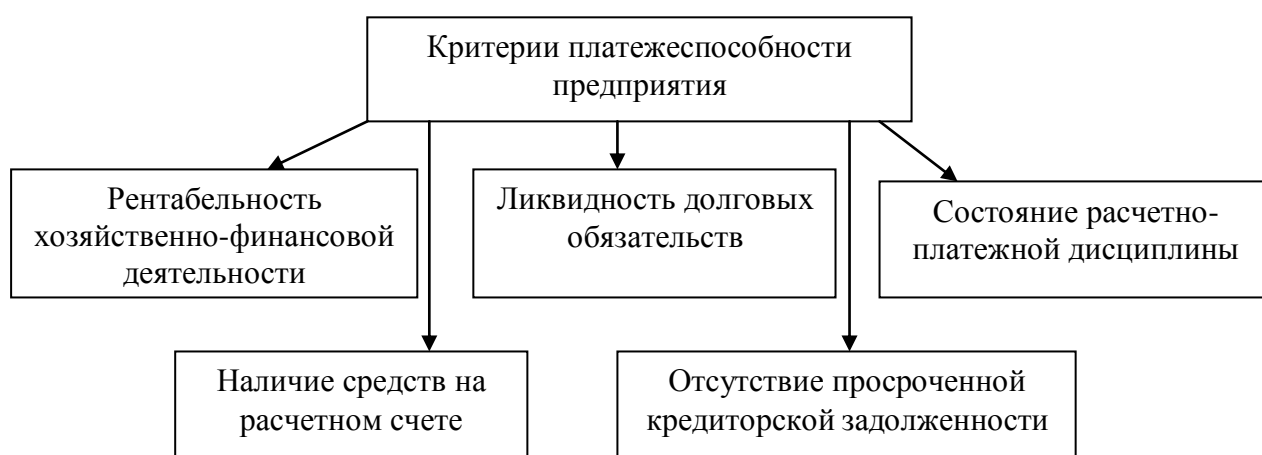 Критерии платежеспособности
предприятия
Рентабельность
хозяйственно-финансовой
деятельности
Ликвидность долговых
обязательств
Состояние расчетно-
платежной дисциплины
Наличие средств на
расчетном счете
Отсутствие просроченной
кредиторской задолженности